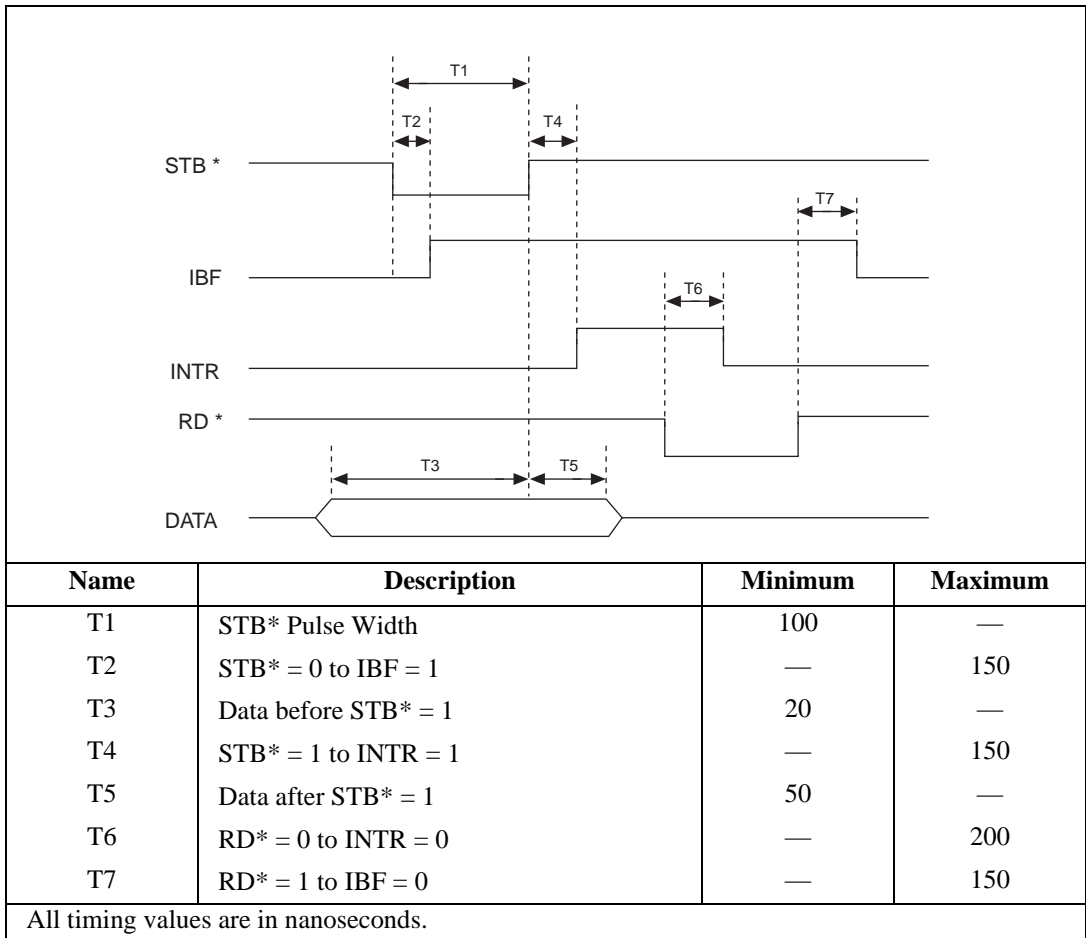 T1
T2 T4
STB *
T7
IBF
T6
INTR
RD *
T3 T5
DATA
Name Description Minimum Maximum
T1 STB* Pulse Width 100 —
T2 STB* = 0 to IBF = 1 — 150
T3 Data before STB* = 1 20 —
T4 STB* = 1 to INTR = 1 — 150
T5 Data after STB* = 1 50 —
T6 RD* = 0 to INTR = 0 — 200
T7 RD* = 1 to IBF = 0 — 150
All timing values are in nanoseconds.